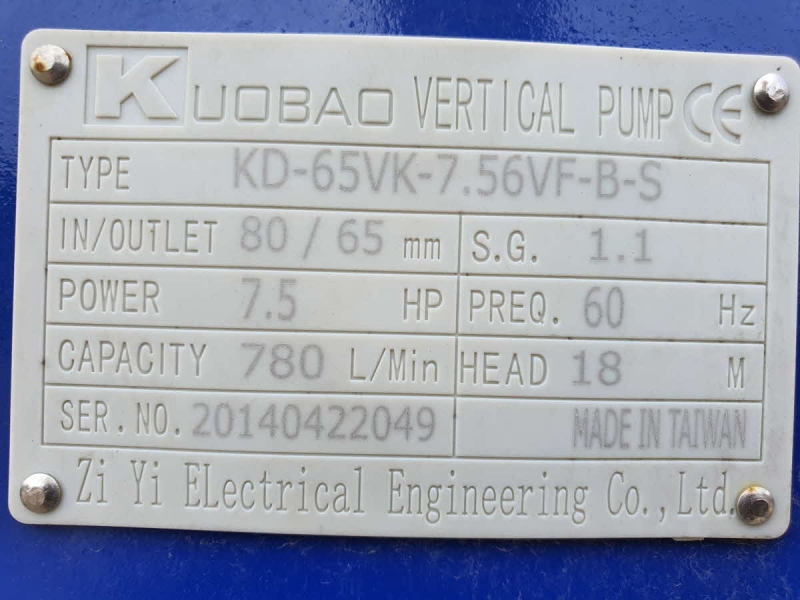 KUOBAO VERTICAL PUMP CE
TYPE KD-65VK-7.56VF-B-S
IN/OUTLET 80 / 65 mm S.G. 1.1
POWER 7.5 HP PREQ. 60 Hz
CAPACITY 780 L/Min HEAD 18 M
SER.NO. 20140422049 MADE IN TAIWAN
Zi Yi ELectrical Engineering Co.,Ltd.